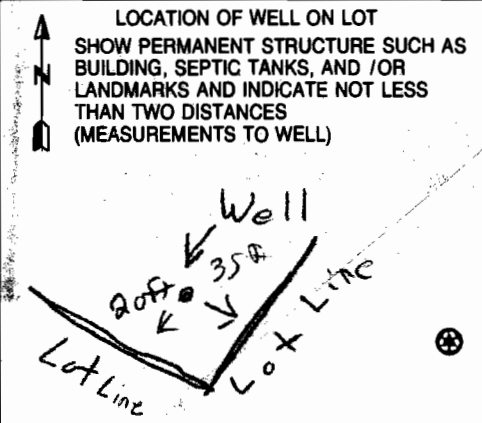 LOCATION OF WELL ON LOT
SHOW PERMANENT STRUCTURE SUCH AS
BUILDING, SEPTIC TANKS, AND /OR
N
LANDMARKS AND INDICATE NOT LESS
THAN TWO DISTANCES
(MEASUREMENTS TO WELL)
Well
35ft
20ft
Lot Line
Lot Line